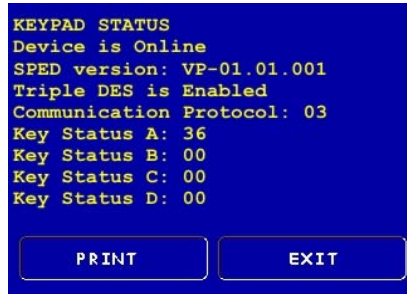 KEYPAD STATUS
Device is Online
SPED version: VP-01.01.001
Triple DES is Enabled
Communication Protocol: 03
Key Status A: 36
Key Status B: 00
Key Status C: 00
Key Status D: 00
PRINT EXIT